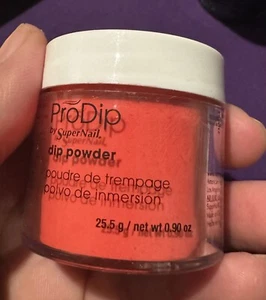 ProDip
by SuperNail
dip powder
poudre de trempage
polvo de inmersión
25.5 g / net wt 0.90 oz